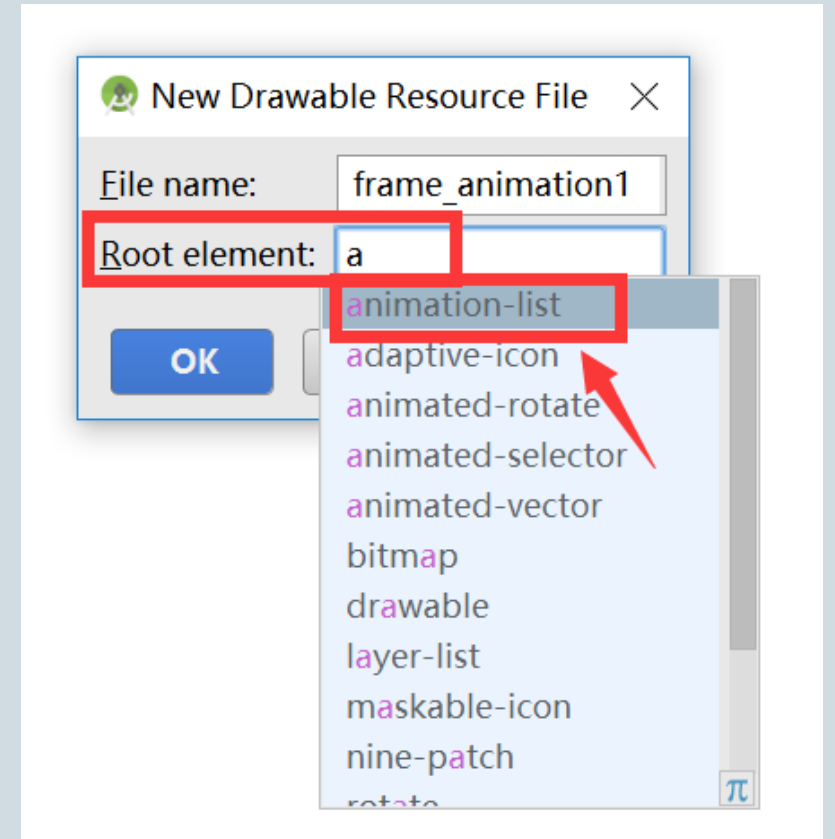 New Drawable Resource File
File name: frame_animation1
Root element: a
animation-list
OK
adaptive-icon
animated-rotate
animated-selector
animated-vector
bitmap
drawable
layer-list
maskable-icon
nine-patch
rotate
π